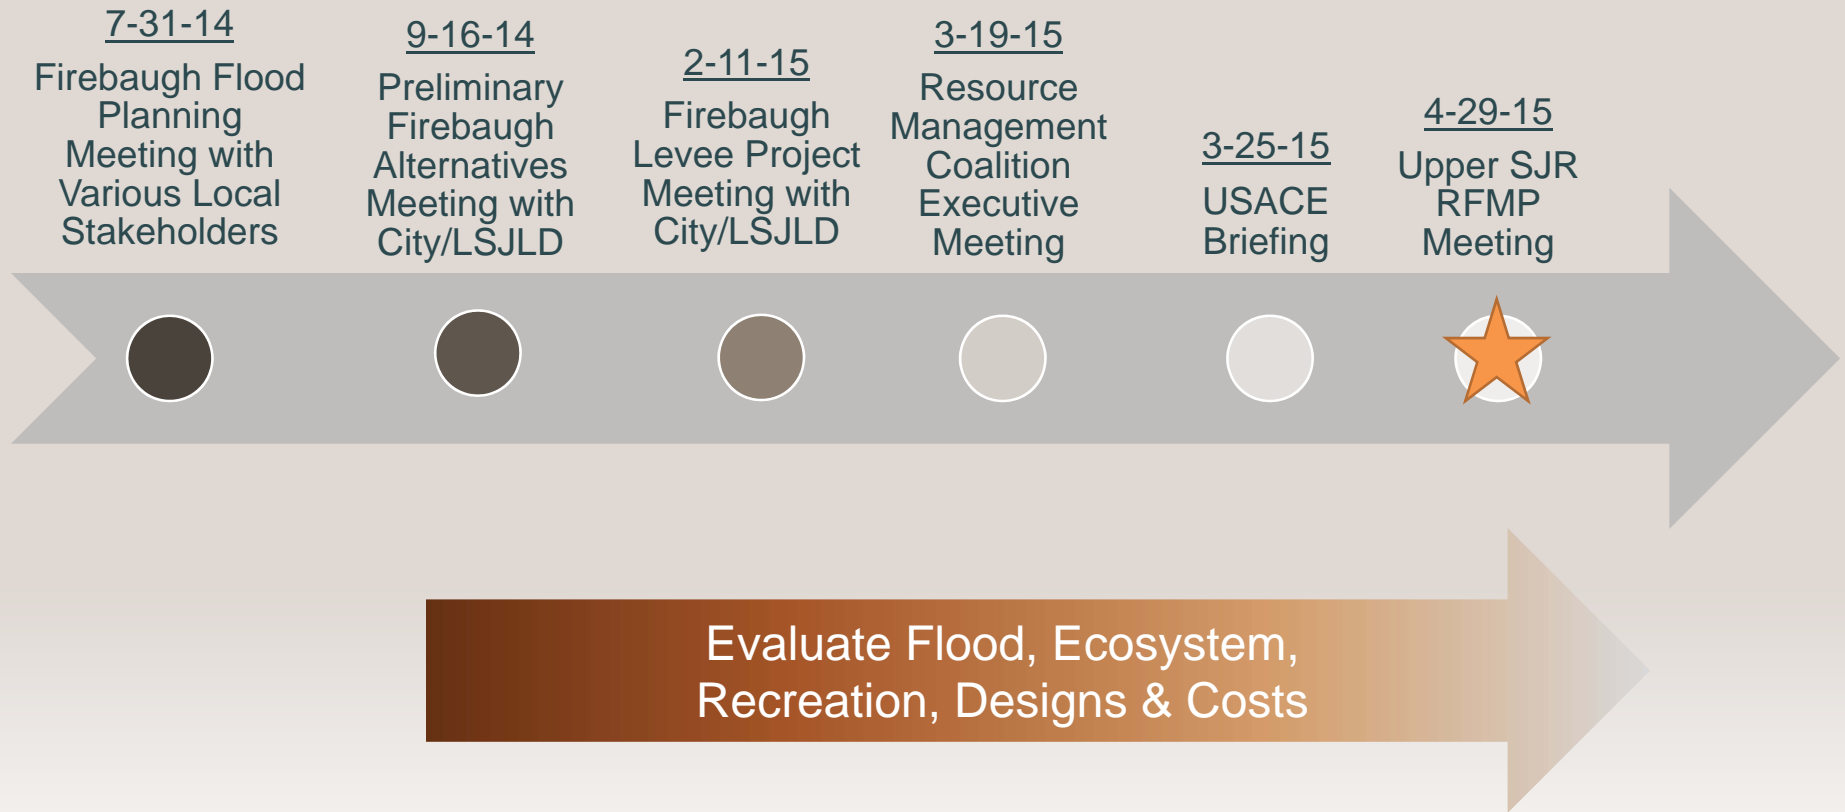 7-31-14
Firebaugh Flood
Planning
Meeting with
Various Local
Stakeholders
9-16-14
Preliminary
Firebaugh
Alternatives
Meeting with
City/LSJLD
2-11-15
Firebaugh
Levee Project
Meeting with
City/LSJLD
3-19-15
Resource
Management
Coalition
Executive
Meeting
3-25-15
USACE
Briefing
4-29-15
Upper SJR
RFMP
Meeting
Evaluate Flood, Ecosystem,
Recreation, Designs & Costs